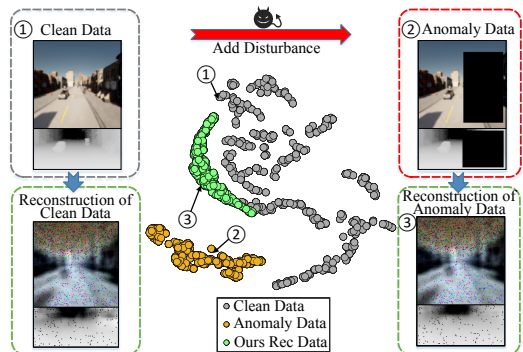 ① Clean Data
Add Disturbance
② Anomaly Data
①
③
②
Reconstruction of
Clean Data
Reconstruction of
Anomaly Data
③
Clean Data
Anomaly Data
Ours Rec Data